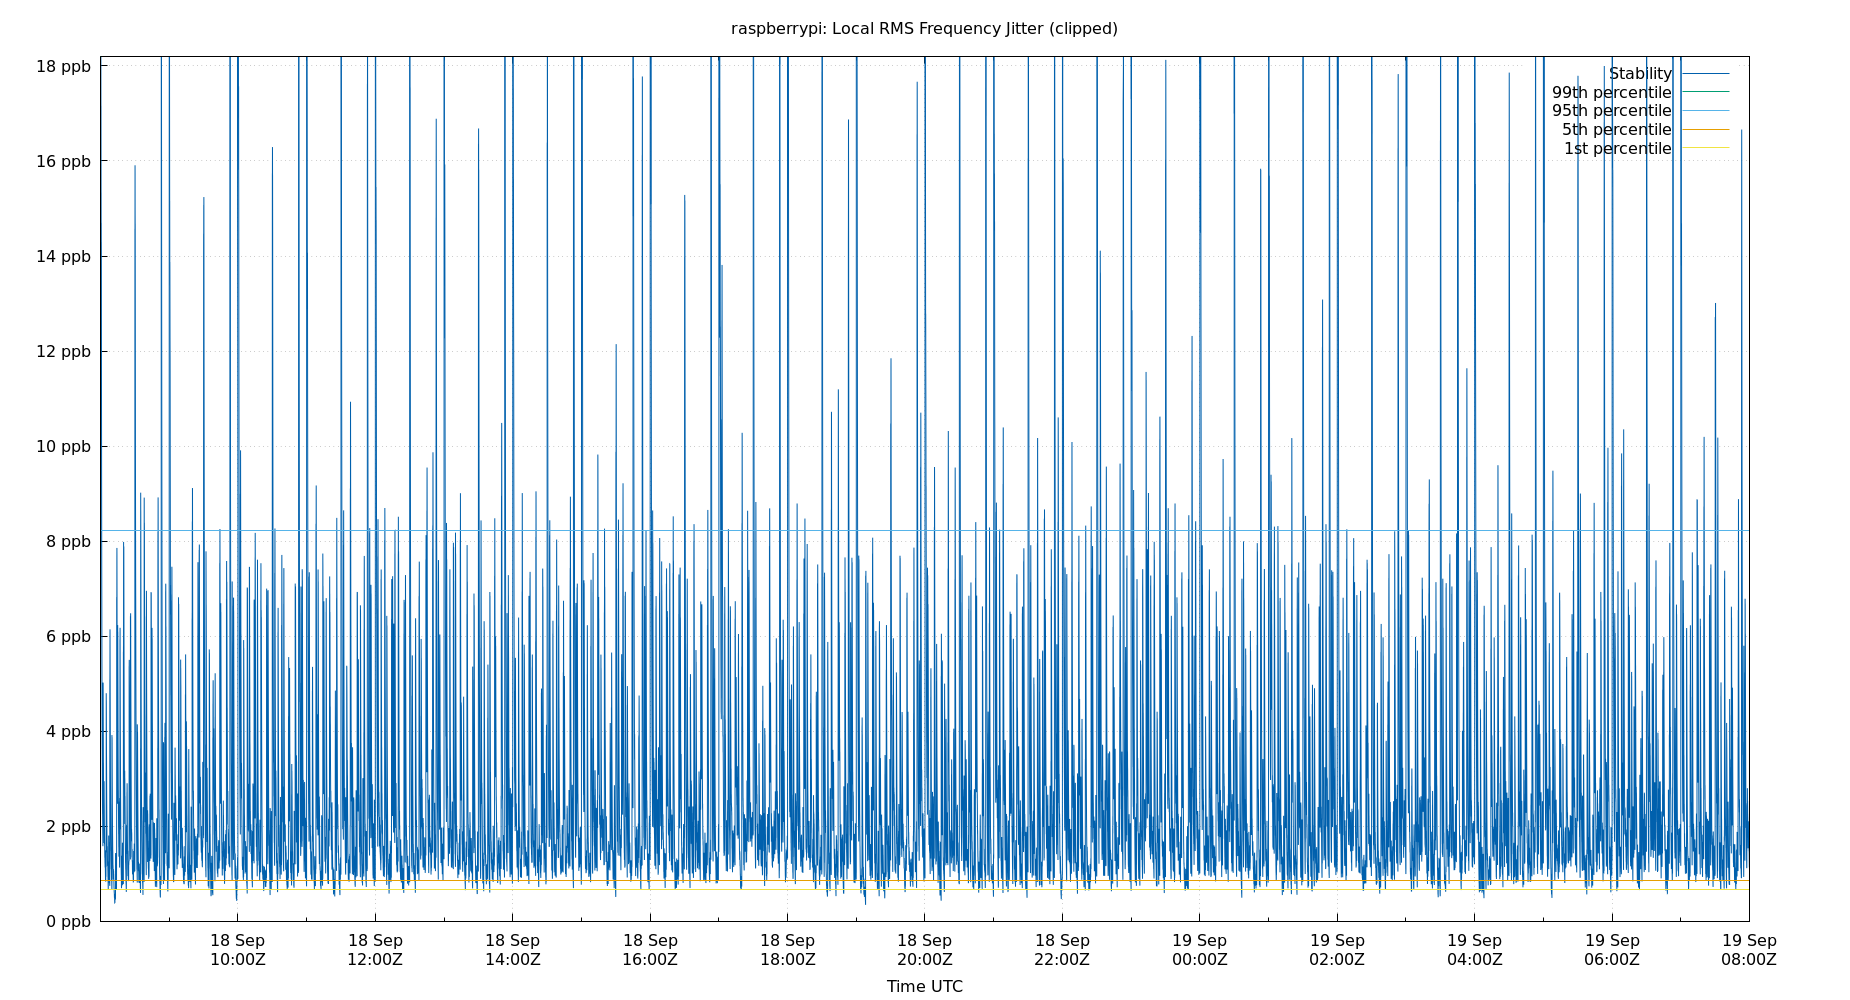 raspberrypi: Local RMS Frequency Jitter (clipped)
18 ppb
16 ppb
14 ppb
12 ppb
10 ppb
8 ppb
6 ppb
4 ppb
2 ppb
0 ppb
Stability
99th percentile
95th percentile
5th percentile
1st percentile
18 Sep 18 Sep 18 Sep 18 Sep 18 Sep 18 Sep 18 Sep 19 Sep 19 Sep 19 Sep 19 Sep 19 Sep
10:00Z 12:00Z 14:00Z 16:00Z 18:00Z 20:00Z 22:00Z 00:00Z 02:00Z 04:00Z 06:00Z 08:00Z
Time UTC